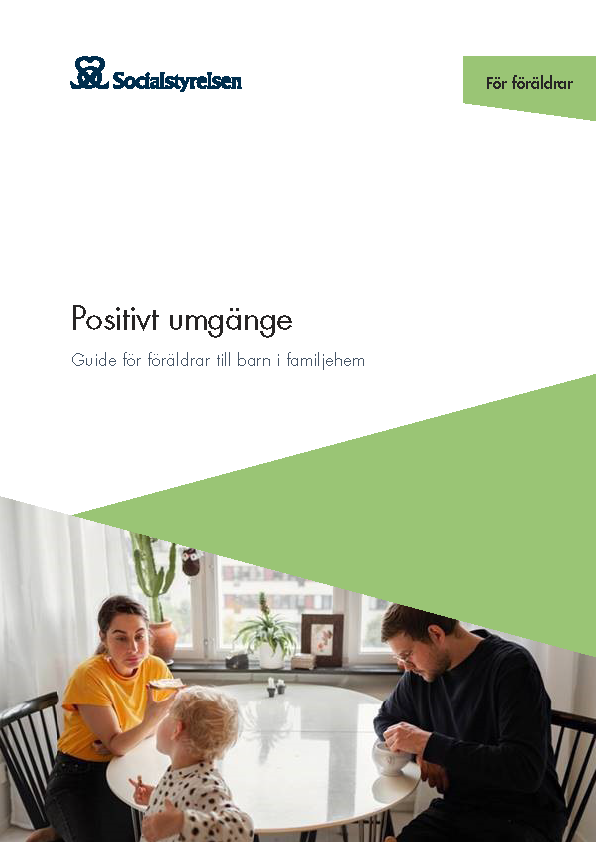 Socialstyrelsen
För föräldrar
Positivt umgänge
Guide för föräldrar till barn i familjehem